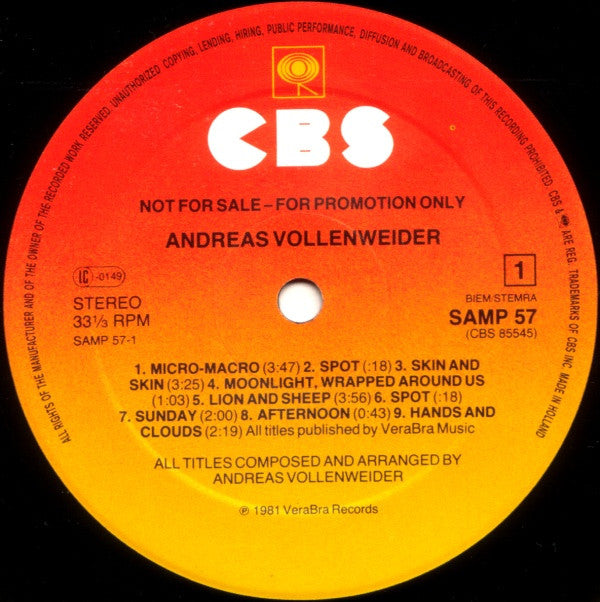 ALL RIGHTS OF THE MANUFACTURER AND OF THE OWNER OF THE RECORDED WORK RESERVED. UNAUTHORIZED COPYING, LENDING, HIRING, PUBLIC PERFORMANCE, DIFFUSION AND BROADCASTING OF THIS RECORDING PROHIBITED. CBS & ARE REG. TRADEMARKS OF CBS INC. MADE IN HOLLAND
CBS
NOT FOR SALE – FOR PROMOTION ONLY
ANDREAS VOLLENWEIDER
LC -0149
1
STEREO
33⅓ RPM
SAMP 57-1
BIEM/STEMRA
SAMP 57
(CBS 85545)
1. MICRO-MACRO (3:47) 2. SPOT (:18) 3. SKIN AND
SKIN (3:25) 4. MOONLIGHT, WRAPPED AROUND US
(1:03) 5. LION AND SHEEP (3:56) 6. SPOT (:18)
7. SUNDAY (2:00) 8. AFTERNOON (0:43) 9. HANDS AND
CLOUDS (2:19) All titles published by VeraBra Music
ALL TITLES COMPOSED AND ARRANGED BY
ANDREAS VOLLENWEIDER
℗ 1981 VeraBra Records